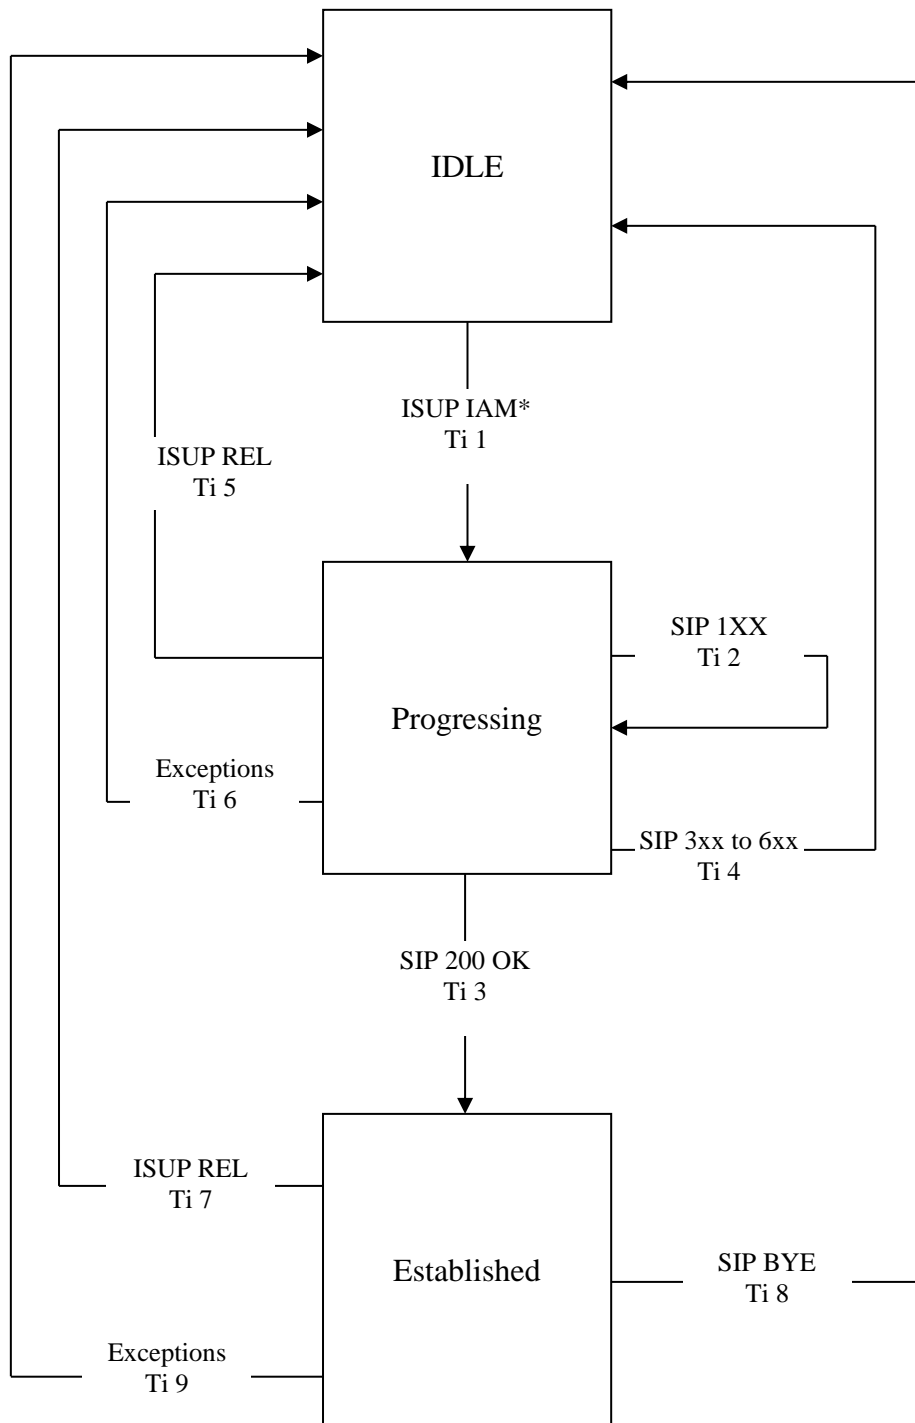 IDLE
ISUP IAM*
Ti 1
ISUP REL
Ti 5
SIP 1XX
Ti 2
Progressing
Exceptions
Ti 6
SIP 3xx to 6xx
Ti 4
SIP 200 OK
Ti 3
ISUP REL
Ti 7
Established
SIP BYE
Ti 8
Exceptions
Ti 9